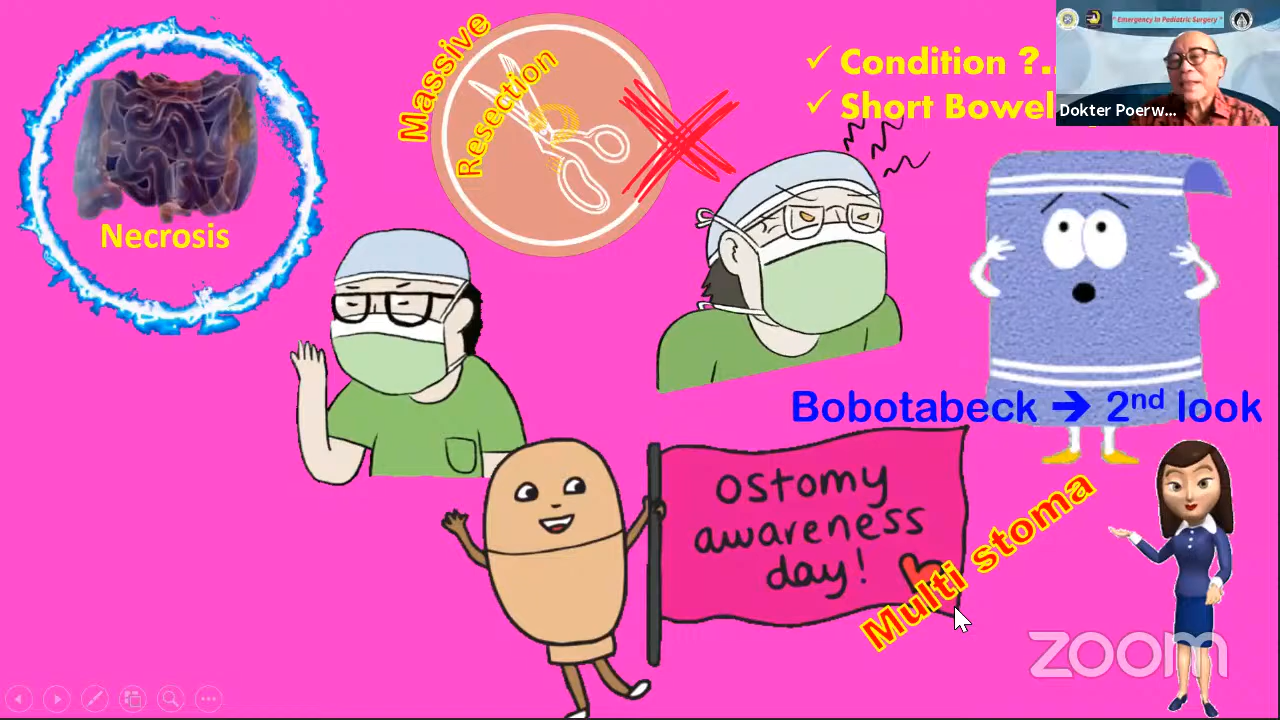 Necrosis
Massive
Resection
✓ Condition ?..
✓ Short Bowel
" Emergency In Pediatric Surgery "
Dokter Poerw...
Bobotabeck ➔ 2nd look
ostomy
awareness
day!
Multi stoma
zoom